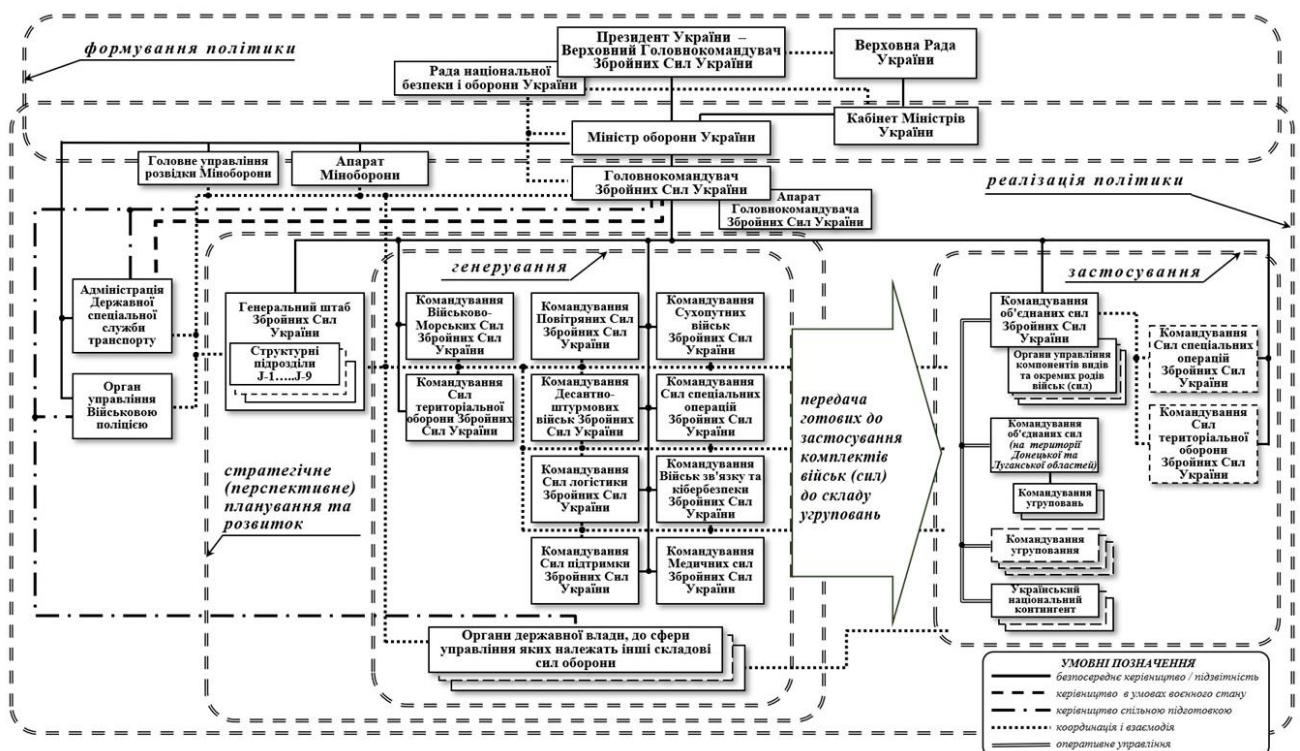 формування політики
Президент України –
Верховний Головнокомандувач
Збройних Сил України
Верховна Рада
України
Рада національної
безпеки і оборони України
Кабінет Міністрів
України
Міністр оборони України
Головне управління
розвідки Міноборони
Апарат
Міноборони
Головнокомандувач
Збройних Сил України
Апарат
Головнокомандувача
Збройних Сил України
реалізація політики
генерування
застосування
Адміністрація
Державної
спеціальної
служби
транспорту
Орган
управління
Військовою
поліцією
Генеральний штаб
Збройних Сил
України
Структурні
підрозділи
J-1.....J-9
стратегічне
(перспективне)
планування та
розвиток
Командування
Військово-
Морських Сил
Збройних Сил
України
Командування
Повітряних Сил
Збройних Сил
України
Командування
Сухопутних
військ
Збройних Сил
України
Командування
Сил
територіальної
оборони Збройних
Сил України
Командування
Десантно-
штурмових
військ Збройних
Сил України
Командування
Сил спеціальних
операцій
Збройних Сил
України
Командування
Сил логістики
Збройних Сил
України
Командування
Військ зв'язку та
кібербезпеки
Збройних Сил
України
Командування
Сил підтримки
Збройних Сил
України
Командування
Медичних сил
Збройних Сил
України
Органи державної влади, до сфери
управління яких належать інші складові
сил оборони
передача
готових до
застосування
комплектів
військ (сил)
до складу
угруповань
Командування
об'єднаних сил
Збройних Сил
України
Органи управління
компонентів видів
та окремих родів
військ (сил)
Командування
об'єднаних сил
(на території
Донецької та
Луганської областей)
Командування
угруповань
Командування
угруповання
Український
національний
контингент
Командування
Сил спеціальних
операцій
Збройних Сил
України
Командування
Сил
територіальної
оборони
Збройних Сил
України
УМОВНІ ПОЗНАЧЕННЯ
безпосереднє керівництво / підзвітність
керівництво в умовах воєнного стану
керівництво спільною підготовкою
координація і взаємодія
оперативне управління